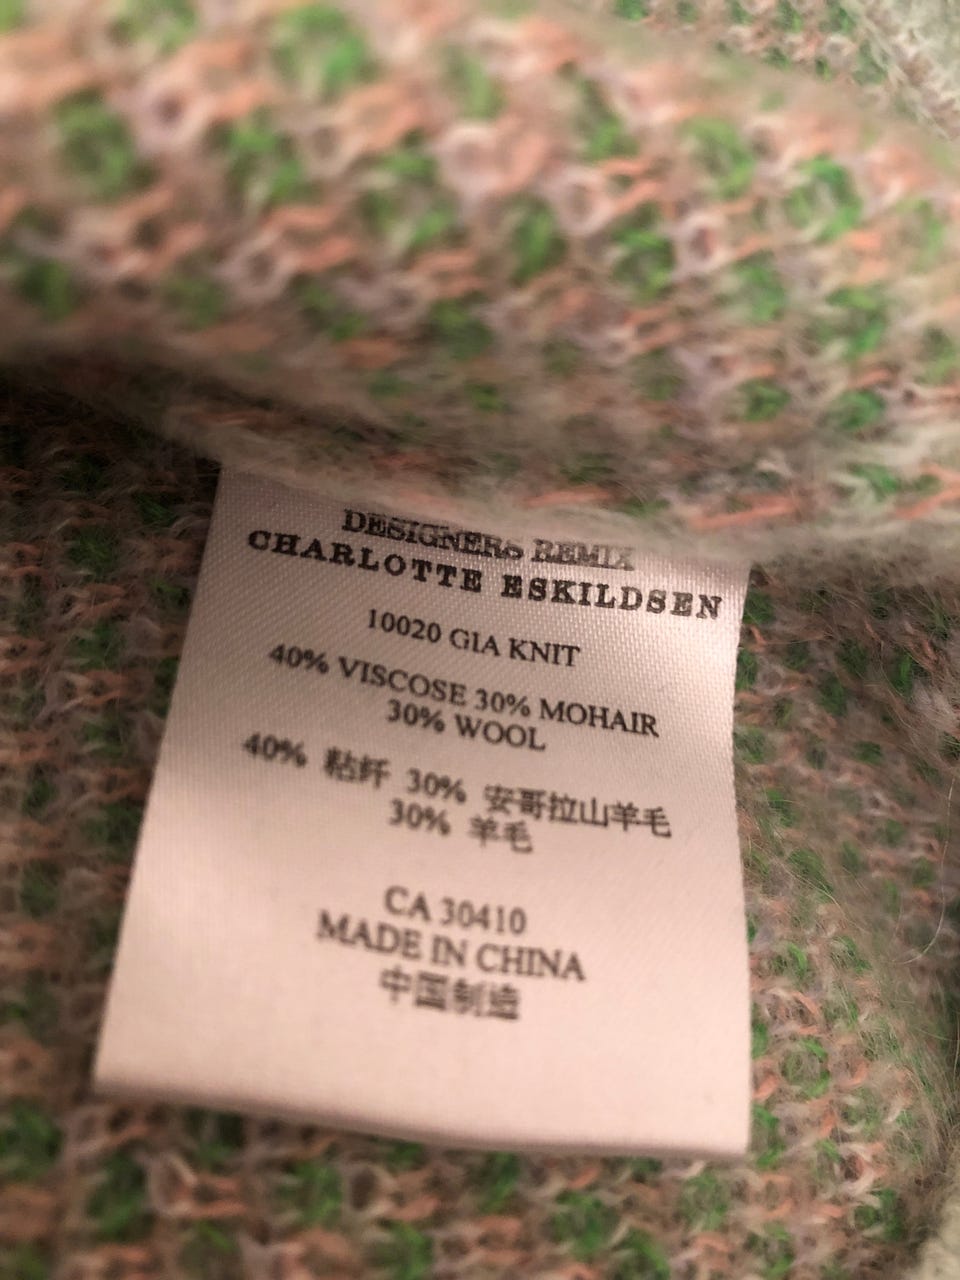 DESIGNERS REMIX
CHARLOTTE ESKILDSEN
10020 GIA KNIT
40% VISCOSE 30% MOHAIR
30% WOOL
40% 粘纤 30% 安哥拉山羊毛
30% 羊毛
CA 30410
MADE IN CHINA
中国制造